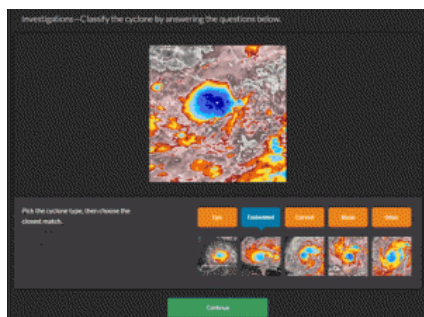 Investigations—Classify the cyclone by answering the questions below.
Pick the cyclone type, then choose the
closest match.
Eye
Embedded
Curved
Shear
Other
Continue